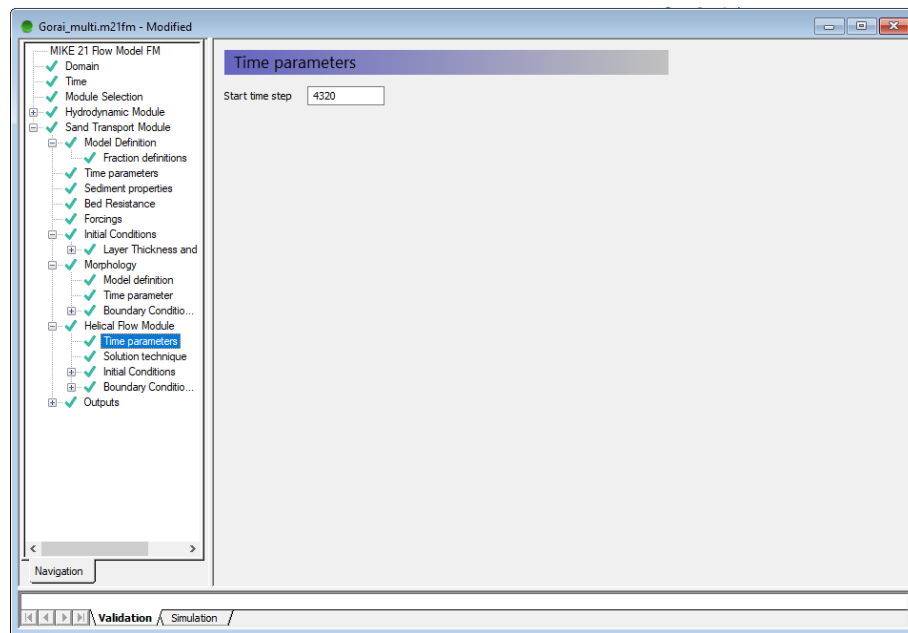 Gorai_multi.m21fm - Modified
MIKE 21 Flow Model FM
Domain
Time
Module Selection
Hydrodynamic Module
Sand Transport Module
Model Definition
Fraction definitions
Time parameters
Sediment properties
Bed Resistance
Forcings
Initial Conditions
Layer Thickness and
Morphology
Model definition
Time parameter
Boundary Conditio...
Helical Flow Module
Time parameters
Solution technique
Initial Conditions
Boundary Conditio...
Outputs
Navigation
Time parameters
Start time step 4320
Validation Simulation